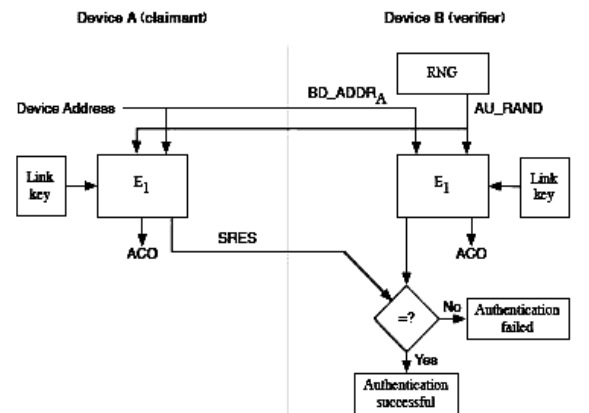 Device A (claimant)
Device B (verifier)
RNG
BD_ADDRA
Device Address
AU_RAND
Link
key
E1
E1
Link
key
ACO
SRES
ACO
=?
No
Authentication
failed
Yes
Authentication
successful